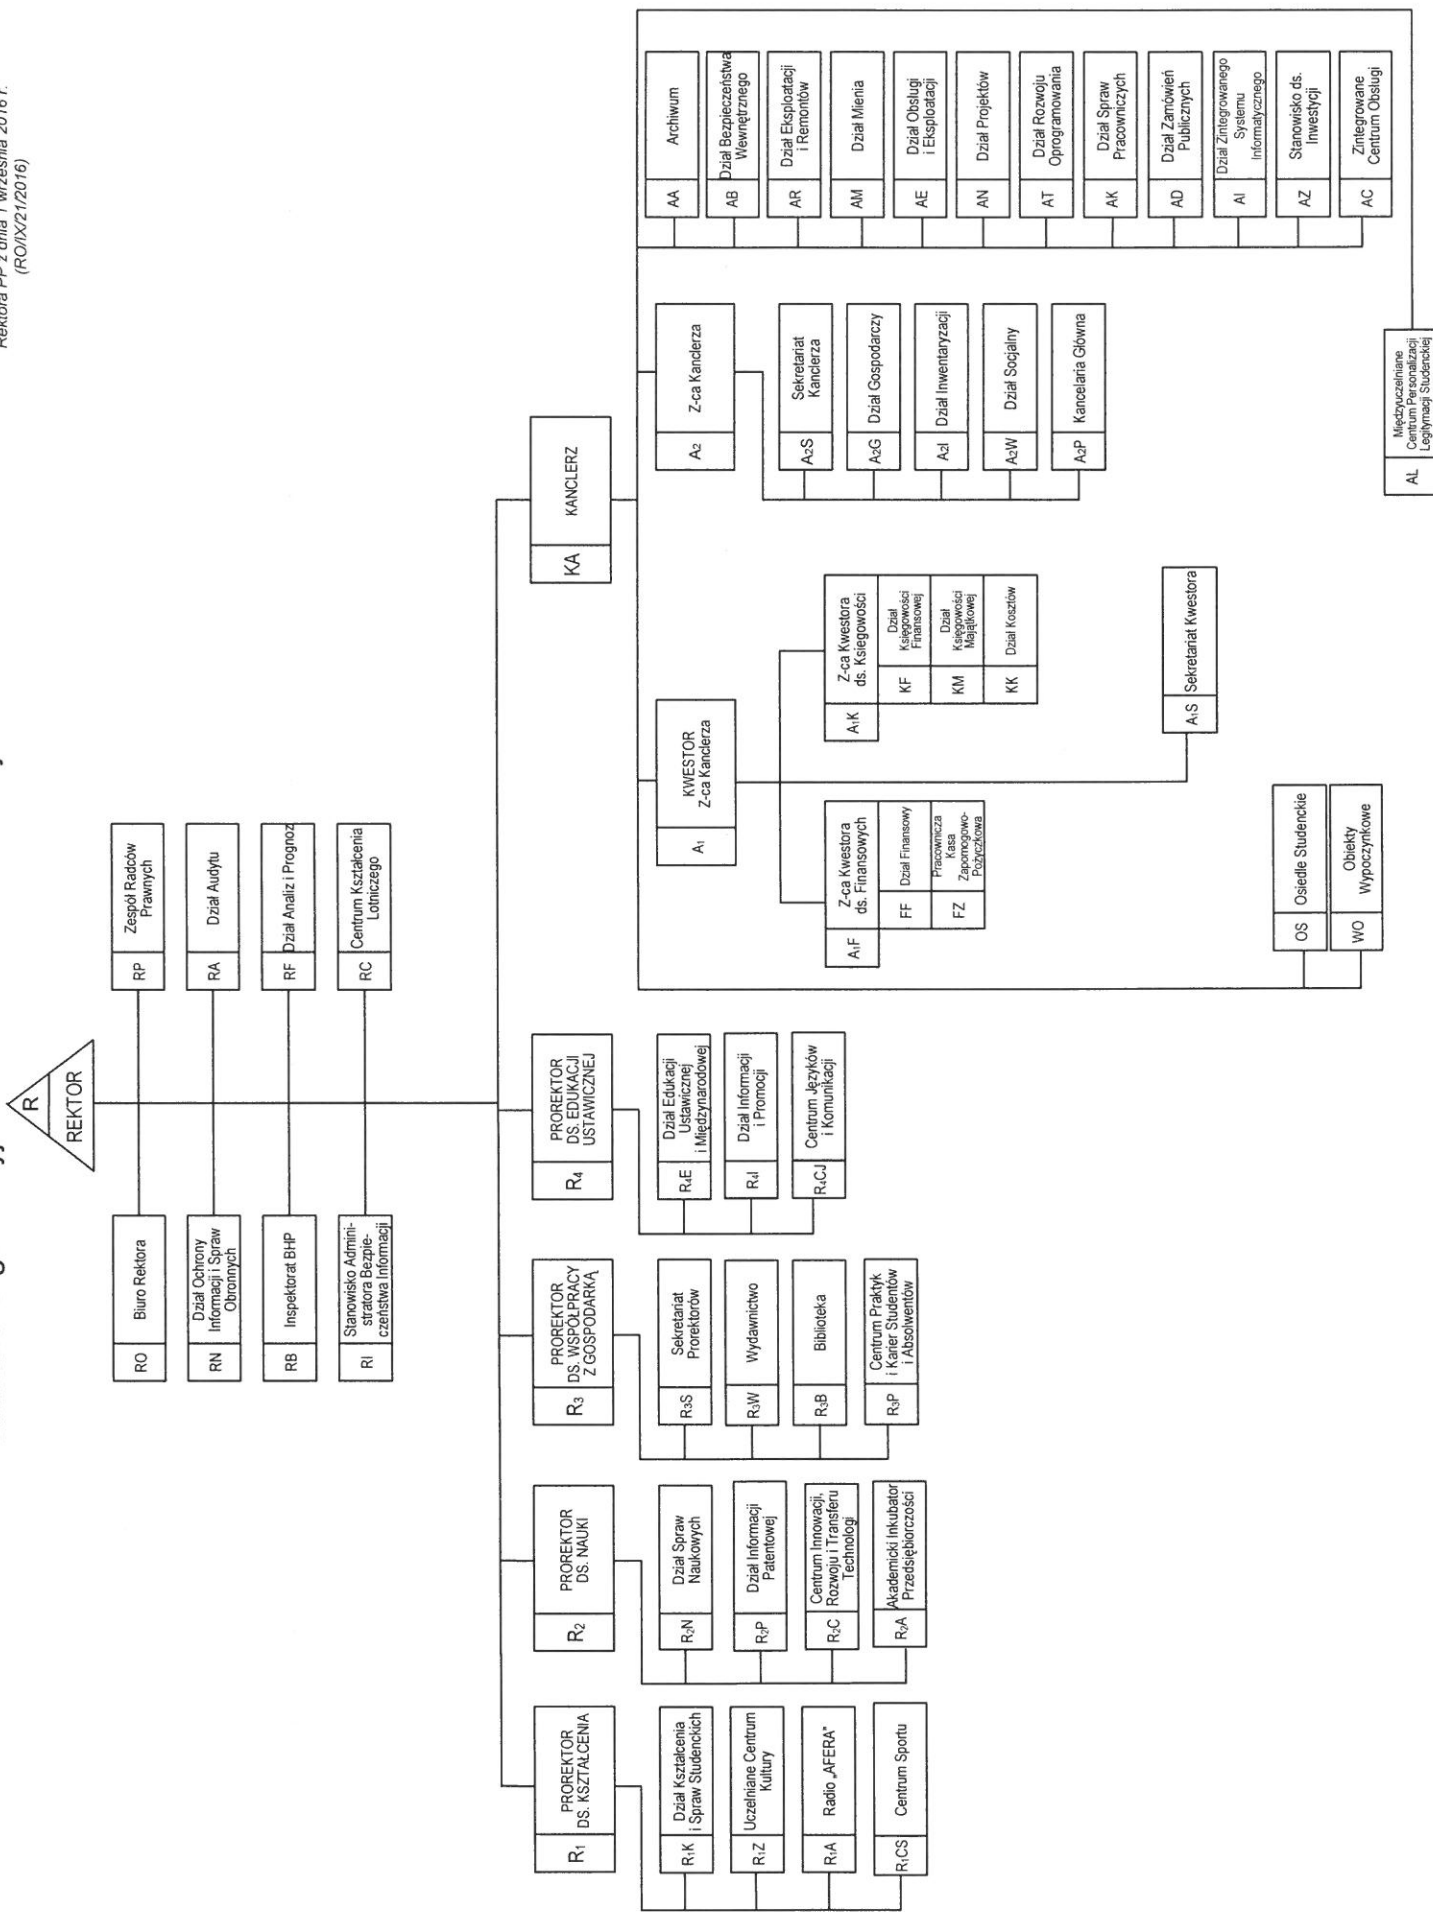 Rektora PP z dnia 1 września 2016 r.
(RO/IX/21/2016)
R
REKTOR
RO
Biuro Rektora
RP
Zespół Radców
Prawnych
RN
Dział Ochrony
Informacji i Spraw
Obronnych
RA
Dział Audytu
RB
Inspektorat BHP
RF
Dział Analiz i Prognoz
RI
Stanowisko Admini-
stratora Bezpie-
czeństwa Informacji
RC
Centrum Kształcenia
Lotniczego
R1
PROREKTOR
DS. KSZTAŁCENIA
R1K
Dział Kształcenia
i Spraw Studenckich
R1Z
Uczelniane Centrum
Kultury
R1A
Radio „AFERA"
R1CS
Centrum Sportu
R2
PROREKTOR
DS. NAUKI
R2N
Dział Spraw
Naukowych
R2P
Dział Informacji
Patentowej
R2C
Centrum Innowacji,
Rozwoju i Transferu
Technologi
R2A
Akademicki Inkubator
Przedsiębiorczości
R3
PROREKTOR
DS. WSPÓŁPRACY
Z GOSPODARKĄ
R3S
Sekretariat
Prorektorów
R3W
Wydawnictwo
R3B
Biblioteka
R3P
Centrum Praktyk
i Karier Studentów
i Absolwentów
R4
PROREKTOR
DS. EDUKACJI
USTAWICZNEJ
R4E
Dział Edukacji
Ustawicznej
i Międzynarodowej
R4I
Dział Informacji
i Promocji
R4CJ
Centrum Języków
i Komunikacji
KA
KANCLERZ
A1
KWESTOR
Z-ca Kanclerza
A1F
Z-ca Kwestora
ds. Finansowych
FF
Dział Finansowy
FZ
Pracownicza
Kasa
Zapomogowo-
Pożyczkowa
A1K
Z-ca Kwestora
ds. Ksiegowości
KF
Dział
Księgowości
Finansowej
KM
Dział
Księgowości
Majątkowej
KK
Dział Kosztów
A1S
Sekretariat Kwestora
OS
Osiedle Studenckie
WO
Obiekty
Wypoczynkowe
A2
Z-ca Kanclerza
A2S
Sekretariat
Kanclerza
A2G
Dział Gospodarczy
A2I
Dział Inwentaryzacji
A2W
Dział Socjalny
A2P
Kancelaria Główna
AA
Archiwum
AB
Dział Bezpieczeństwa
Wewnętrznego
AR
Dział Eksploatacji
i Remontów
AM
Dział Mienia
AE
Dział Obsługi
i Eksploatacji
AN
Dział Projektów
AT
Dział Rozwoju
Oprogramowania
AK
Dział Spraw
Pracowniczych
AD
Dział Zamówień
Publicznych
AI
Dział Zintegrowanego
Systemu
Informatycznego
AZ
Stanowisko ds.
Inwestycji
AC
Zintegrowane
Centrum Obsługi
AL
Międzyuczelniane
Centrum Personalizacji
Legitymacji Studenckiej